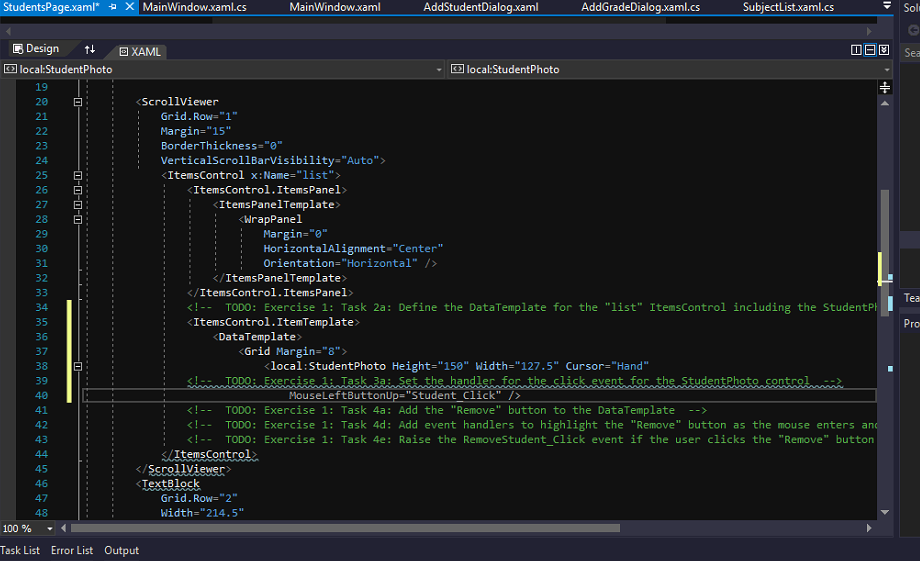 StudentsPage.xaml* MainWindow.xaml.cs MainWindow.xaml AddStudentDialog.xaml AddGradeDialog.xaml.cs SubjectList.xaml.cs Solu
Design XAML
Sea
local:StudentPhoto local:StudentPhoto
19
20 <ScrollViewer
21 Grid.Row="1"
22 Margin="15"
23 BorderThickness="0"
24 VerticalScrollBarVisibility="Auto">
25 <ItemsControl x:Name="list">
26 <ItemsControl.ItemsPanel>
27 <ItemsPanelTemplate>
28 <WrapPanel
29 Margin="0"
30 HorizontalAlignment="Center"
31 Orientation="Horizontal" />
32 </ItemsPanelTemplate>
33 </ItemsControl.ItemsPanel>
34 <!-- TODO: Exercise 1: Task 2a: Define the DataTemplate for the "list" ItemsControl including the StudentPh
35 <ItemsControl.ItemTemplate>
36 <DataTemplate>
37 <Grid Margin="8">
38 <local:StudentPhoto Height="150" Width="127.5" Cursor="Hand"
39 <!-- TODO: Exercise 1: Task 3a: Set the handler for the click event for the StudentPhoto control -->
40 MouseLeftButtonUp="Student_Click" />
41 <!-- TODO: Exercise 1: Task 4a: Add the "Remove" button to the DataTemplate -->
42 <!-- TODO: Exercise 1: Task 4d: Add event handlers to highlight the "Remove" button as the mouse enters and
43 <!-- TODO: Exercise 1: Task 4e: Raise the RemoveStudent_Click event if the user clicks the "Remove" button
44 </ItemsControl>
45 </ScrollViewer>
46 <TextBlock
47 Grid.Row="2"
48 Width="214.5"
Tea
Pro
100 %
Task List Error List Output